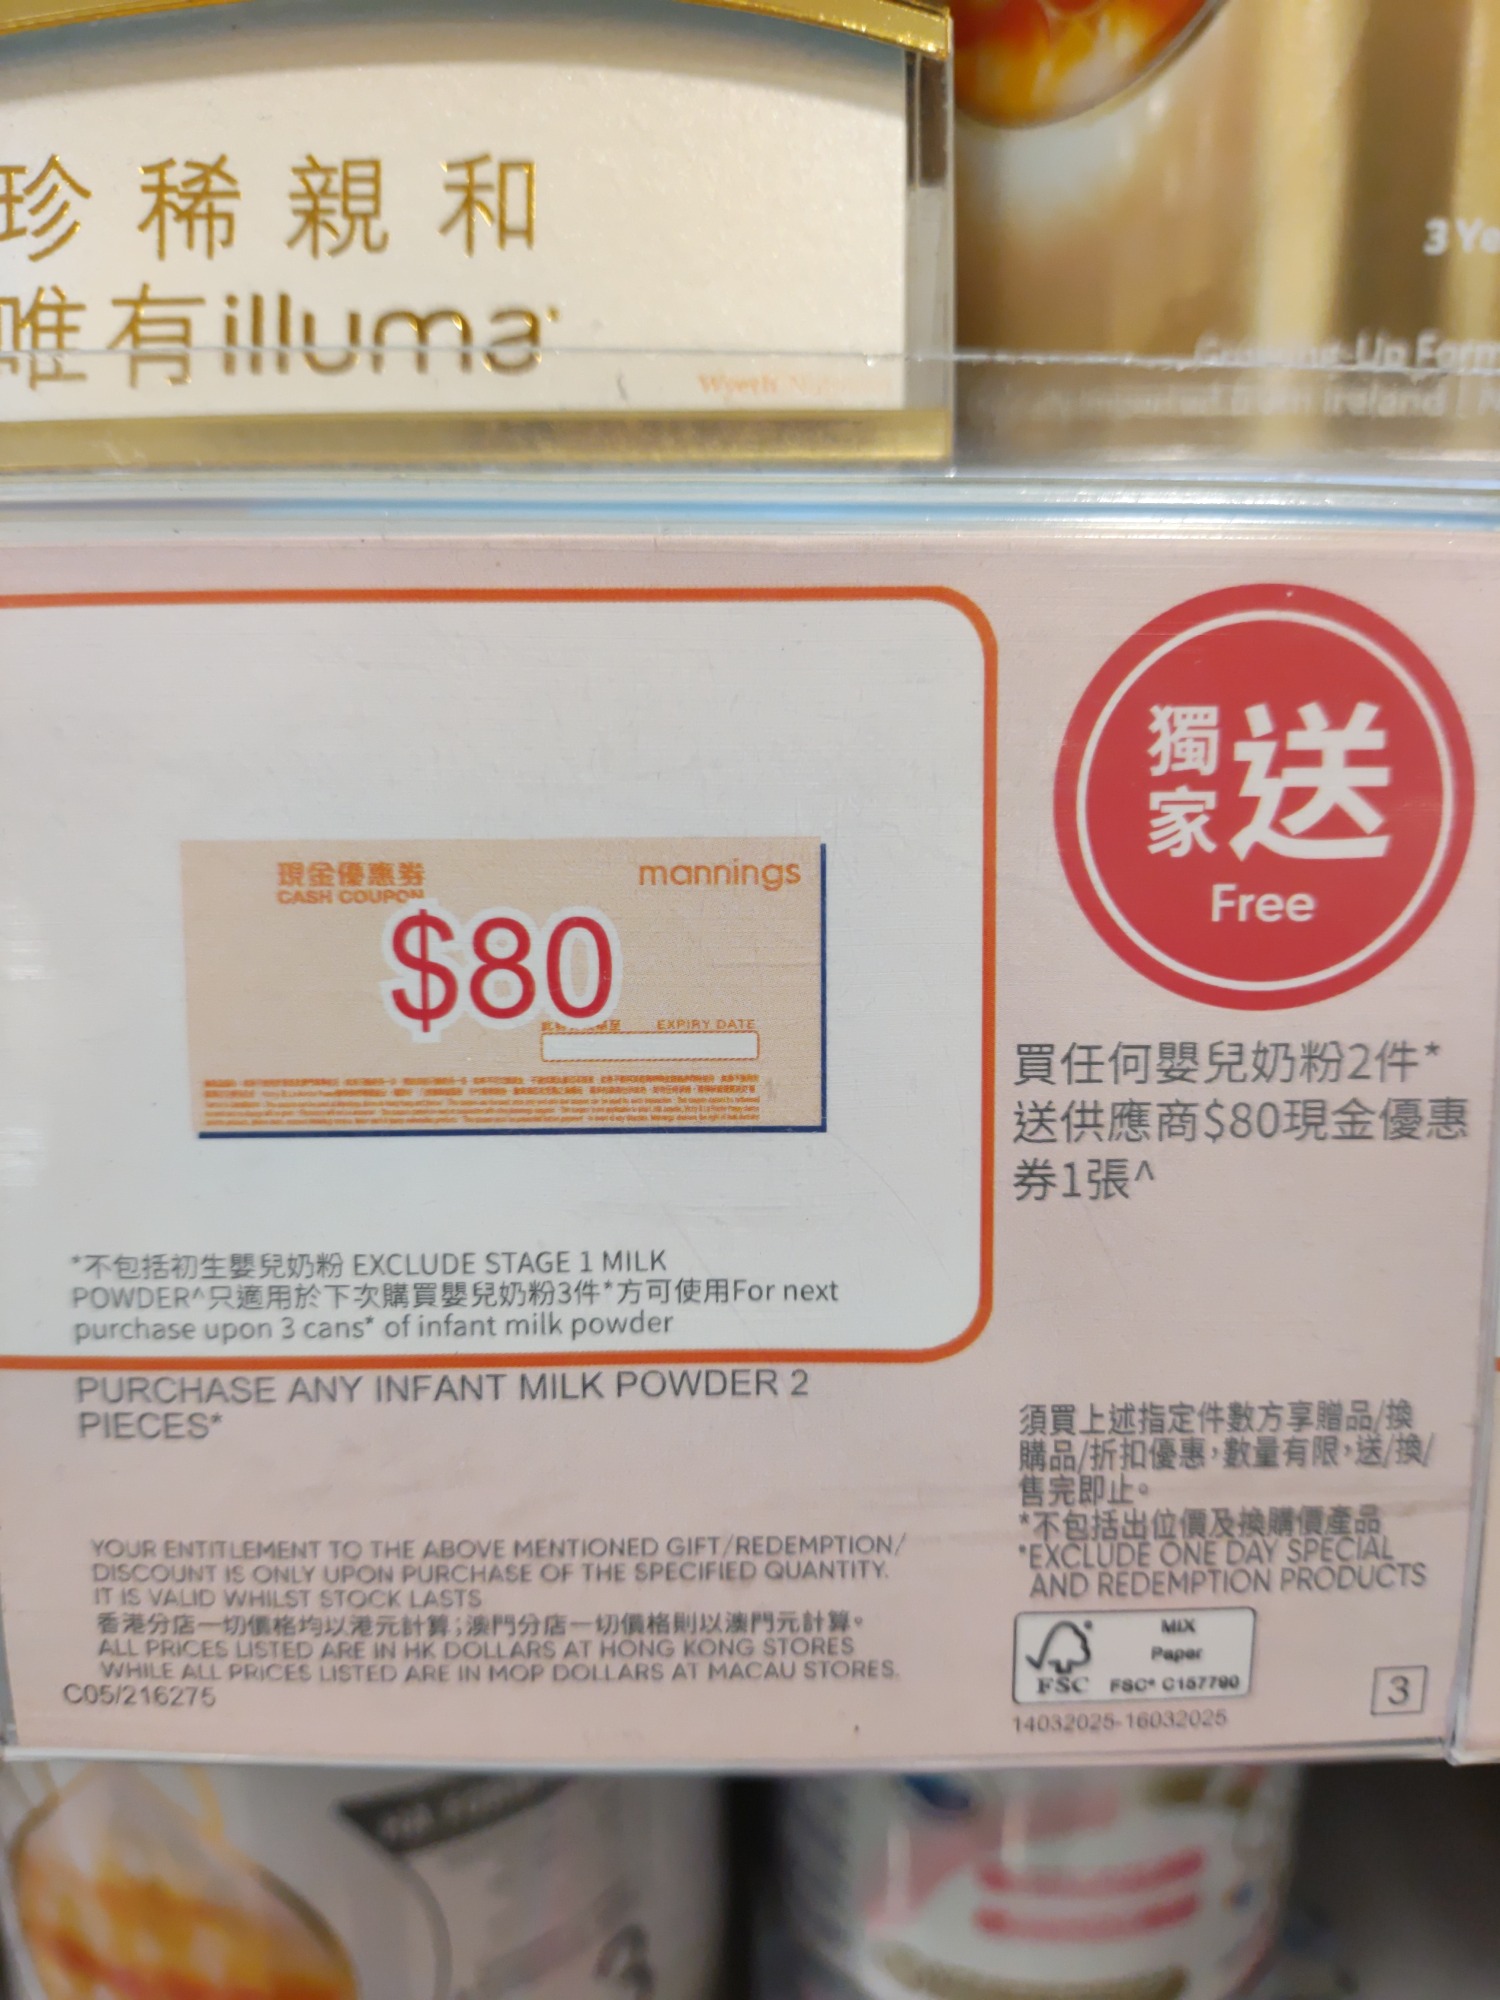 珍稀親和
唯有illuma
3 Ye
Growing-Up Form
Ireland
獨家送
Free
現金優惠券
mannings
CASH COUPON
$80
EXPIRY DATE
買任何嬰兒奶粉2件*
送供應商$80現金優惠
券1張^
*不包括初生嬰兒奶粉 EXCLUDE STAGE 1 MILK
POWDER^只適用於下次購買嬰兒奶粉3件*方可使用For next
purchase upon 3 cans* of infant milk powder
PURCHASE ANY INFANT MILK POWDER 2
PIECES*
須買上述指定件數方享贈品/換
購品/折扣優惠，數量有限，送/換/
售完即止。
*不包括出位價及換購價產品
*EXCLUDE ONE DAY SPECIAL
AND REDEMPTION PRODUCTS
YOUR ENTITLEMENT TO THE ABOVE MENTIONED GIFT/REDEMPTION/
DISCOUNT IS ONLY UPON PURCHASE OF THE SPECIFIED QUANTITY.
IT IS VALID WHILST STOCK LASTS
香港分店一切價格均以港元計算；澳門分店一切價格則以澳門元計算。
ALL PRICES LISTED ARE IN HK DOLLARS AT HONG KONG STORES
WHILE ALL PRICES LISTED ARE IN MOP DOLLARS AT MACAU STORES.
C05/216275
MIX
Paper
FSC
FSC® C157790
3
14032025-16032025